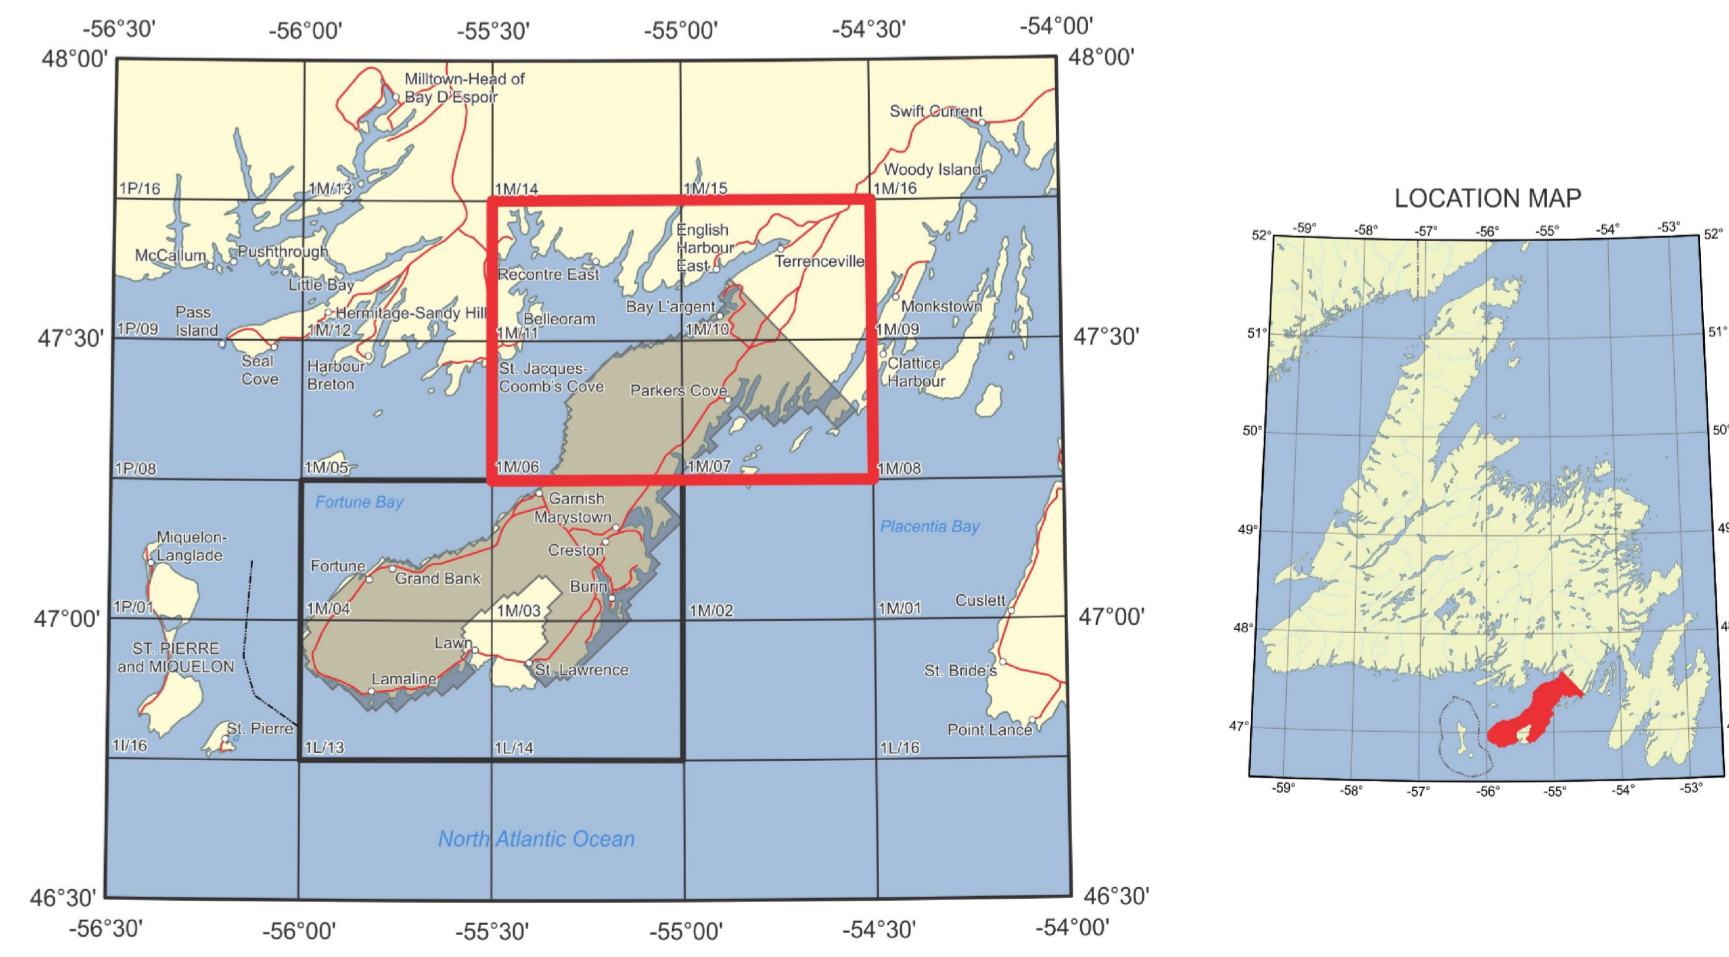 -56°30' -56°00' -55°30' -55°00' -54°30' -54°00'
48°00' 48°00'
Milltown-Head of
Bay D'Espoir
Swift Current
Woody Island
1P/16 1M/13 1M/14 1M/15 1M/16
McCallum
Pushthrough
Little Bay
English
Harbour
East
Terrenceville
Recontre East
Pass
Island
Hermitage-Sandy Hill
Bay L'argent
Belleoram
Monkstown
47°30' 1P/09 1M/12 1M/11 1M/10 1M/09 47°30'
Seal
Cove
Harbour
Breton
St. Jacques-
Coomb's Cove
Parkers Cove
Clattice
Harbour
1P/08 1M/05 1M/06 1M/07 1M/08
Fortune Bay
Garnish
Marystown
Placentia Bay
Miquelon-
Langlade
Creston
Fortune
Grand Bank
Burin
Cuslett
47°00' 1P/01 1M/04 1M/03 1M/02 1M/01 47°00'
ST. PIERRE
and MIQUELON
Lawn
St. Lawrence
St. Bride's
Lamaline
St. Pierre
Point Lance
1I/16 1L/13 1L/14 1L/16
North Atlantic Ocean
46°30' 46°30'
-56°30' -56°00' -55°30' -55°00' -54°30' -54°00'
LOCATION MAP
-59° -58° -57° -56° -55° -54° -53°
52° 52°
51° 51°
50° 50°
49° 49°
48° 48°
47° 4
-59° -58° -57° -56° -55° -54° -53°